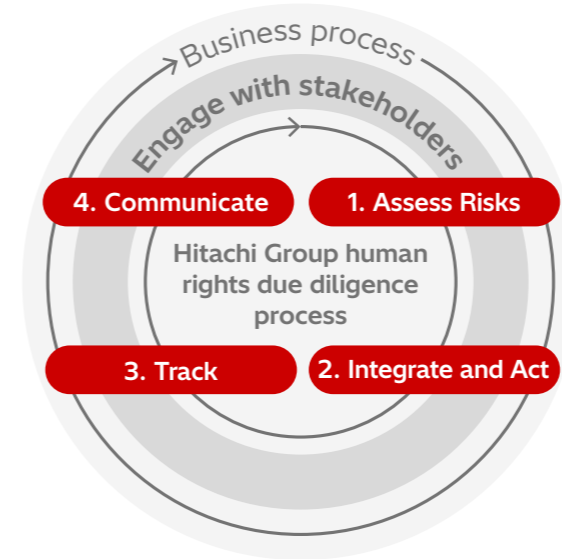 Business process
Engage with stakeholders
4. Communicate
1. Assess Risks
Hitachi Group human
rights due diligence
process
3. Track
2. Integrate and Act